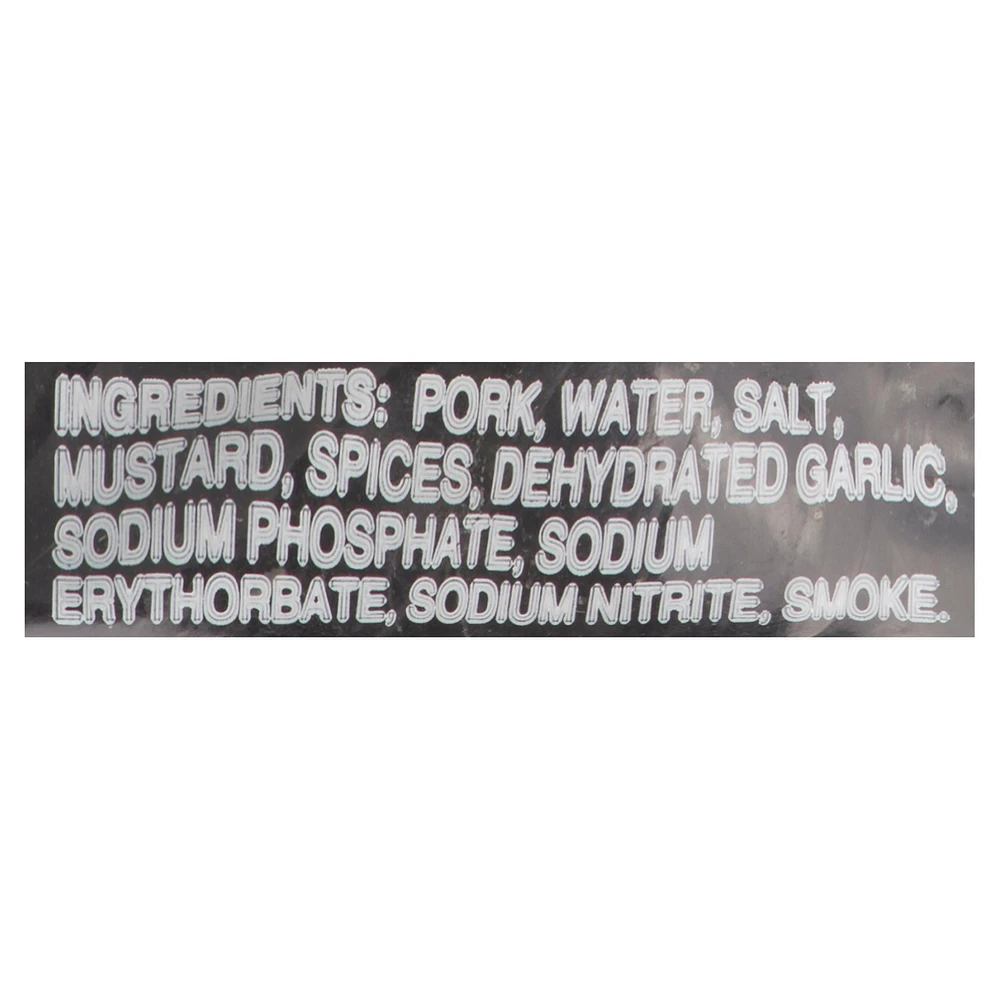 INGREDIENTS: PORK, WATER, SALT,
MUSTARD, SPICES, DEHYDRATED GARLIC,
SODIUM PHOSPHATE, SODIUM
ERYTHORBATE, SODIUM NITRITE, SMOKE.